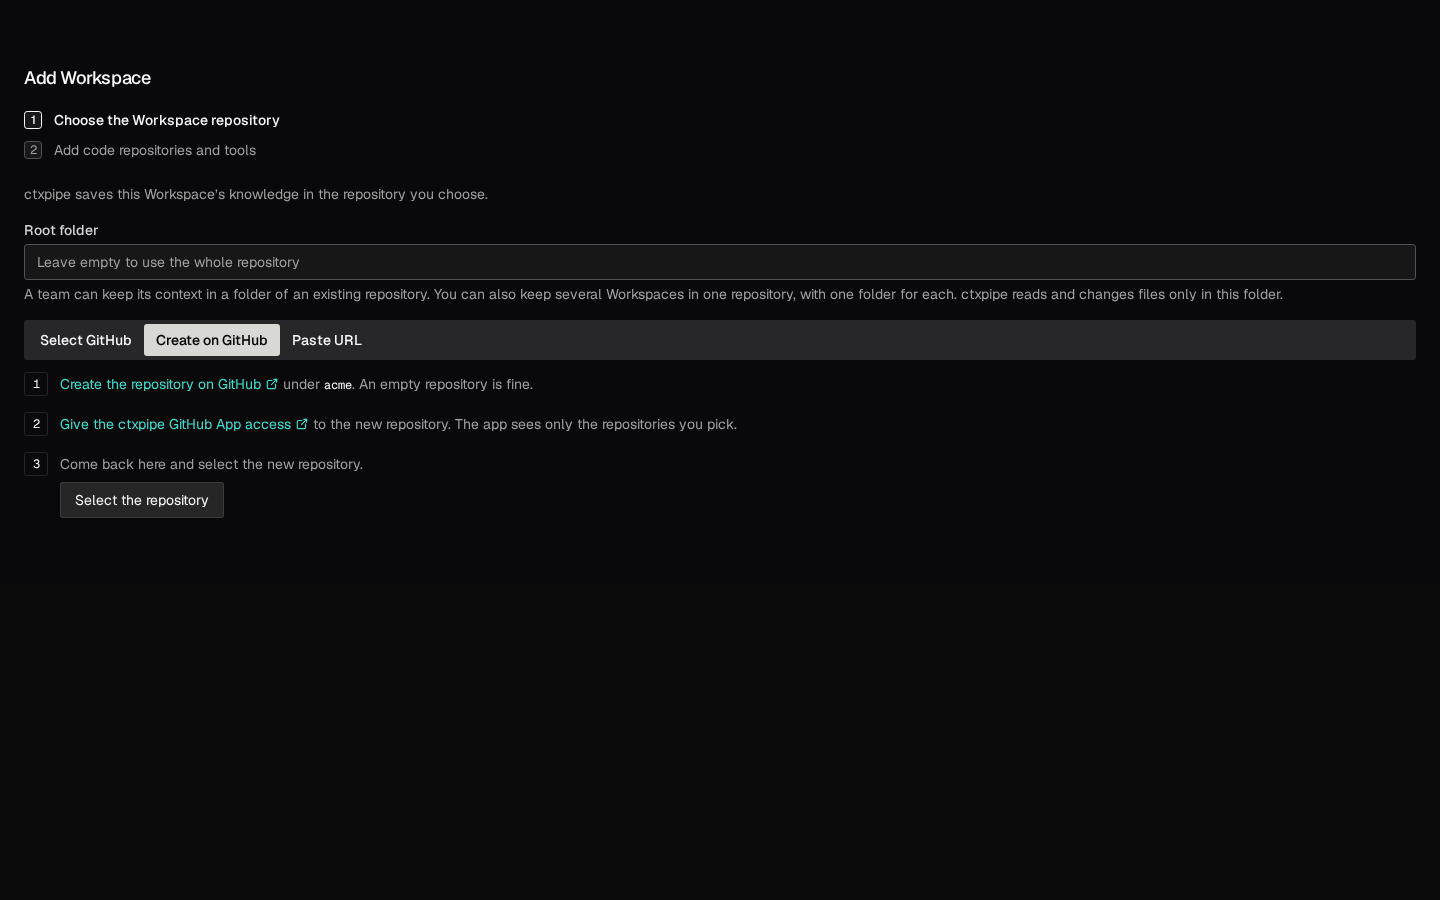 Add Workspace
1 Choose the Workspace repository
2 Add code repositories and tools
ctxpipe saves this Workspace's knowledge in the repository you choose.
Root folder
Leave empty to use the whole repository
A team can keep its context in a folder of an existing repository. You can also keep several Workspaces in one repository, with one folder for each. ctxpipe reads and changes files only in this folder.
Select GitHub Create on GitHub Paste URL
1 Create the repository on GitHub under acme. An empty repository is fine.
2 Give the ctxpipe GitHub App access to the new repository. The app sees only the repositories you pick.
3 Come back here and select the new repository.
Select the repository